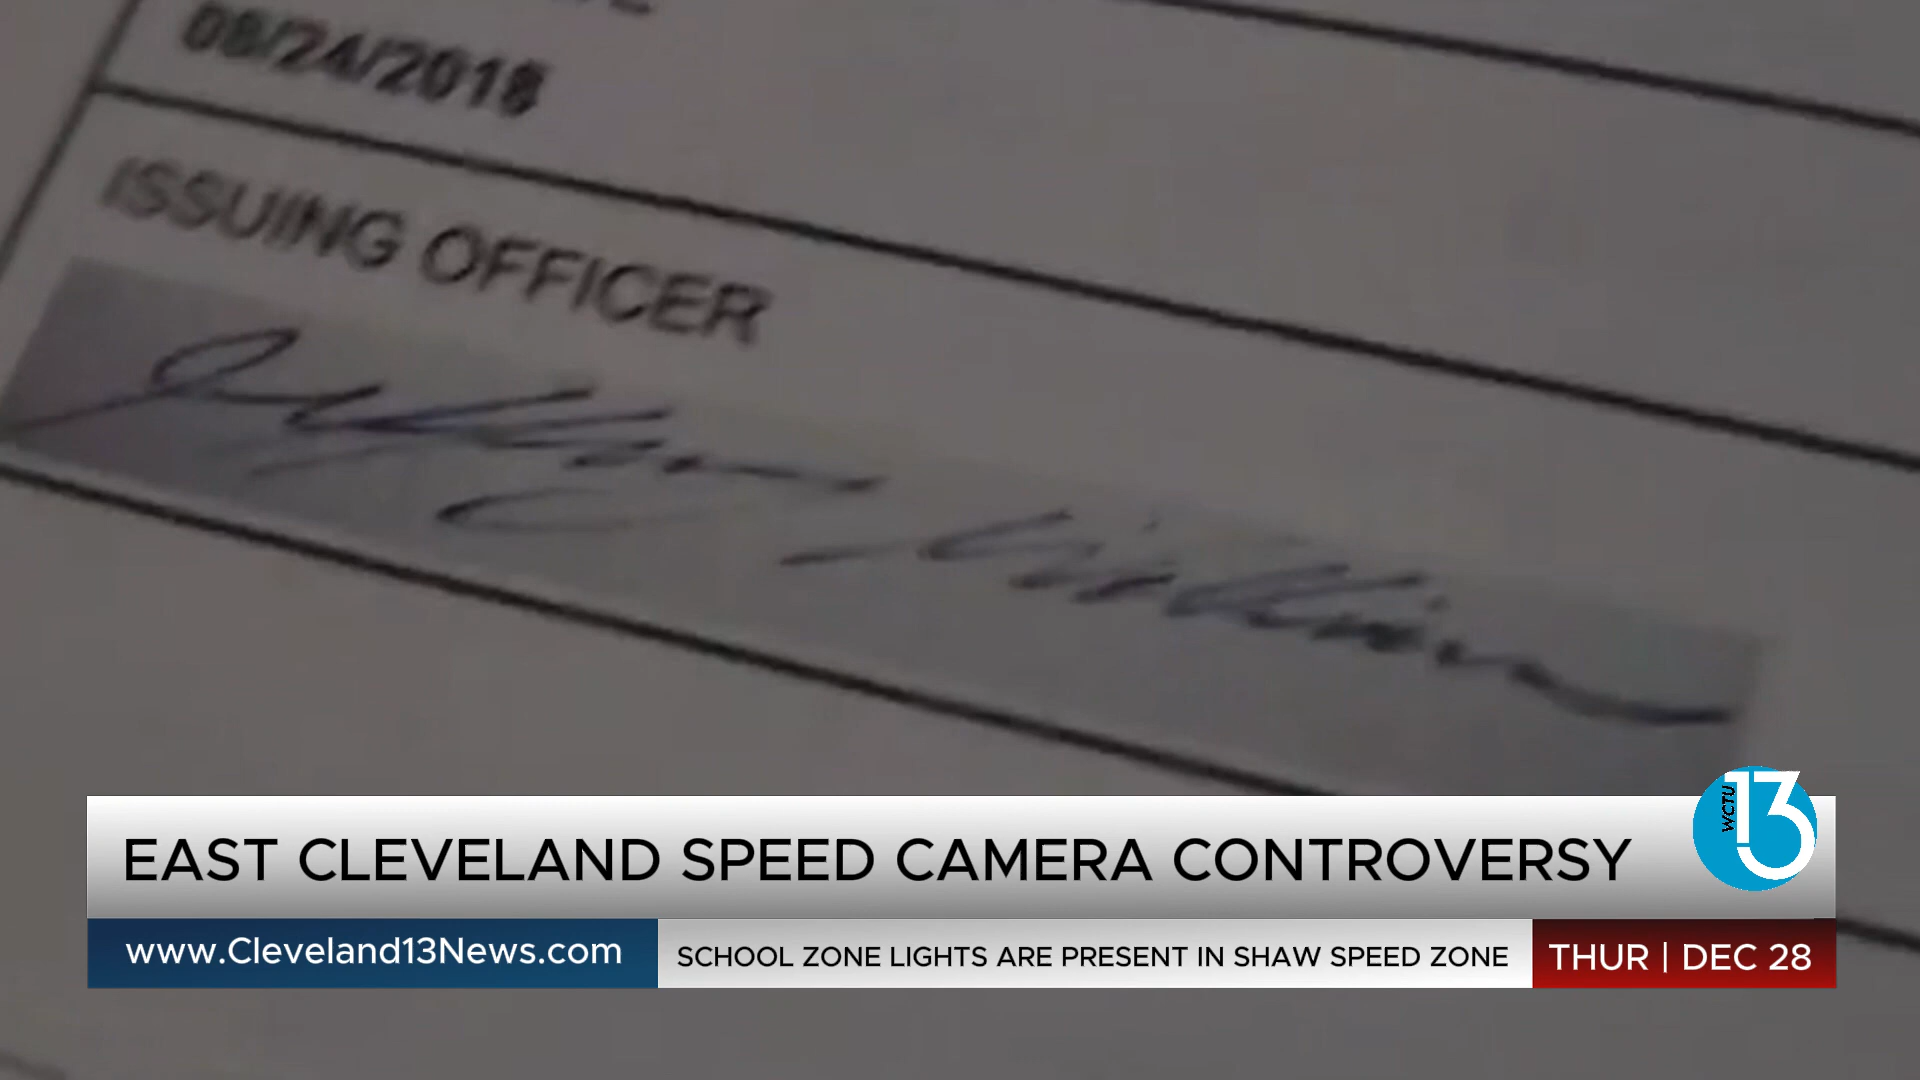 08/24/2018
ISSUING OFFICER
EAST CLEVELAND SPEED CAMERA CONTROVERSY
WCTU 13
www.Cleveland13News.com
SCHOOL ZONE LIGHTS ARE PRESENT IN SHAW SPEED ZONE
THUR | DEC 28